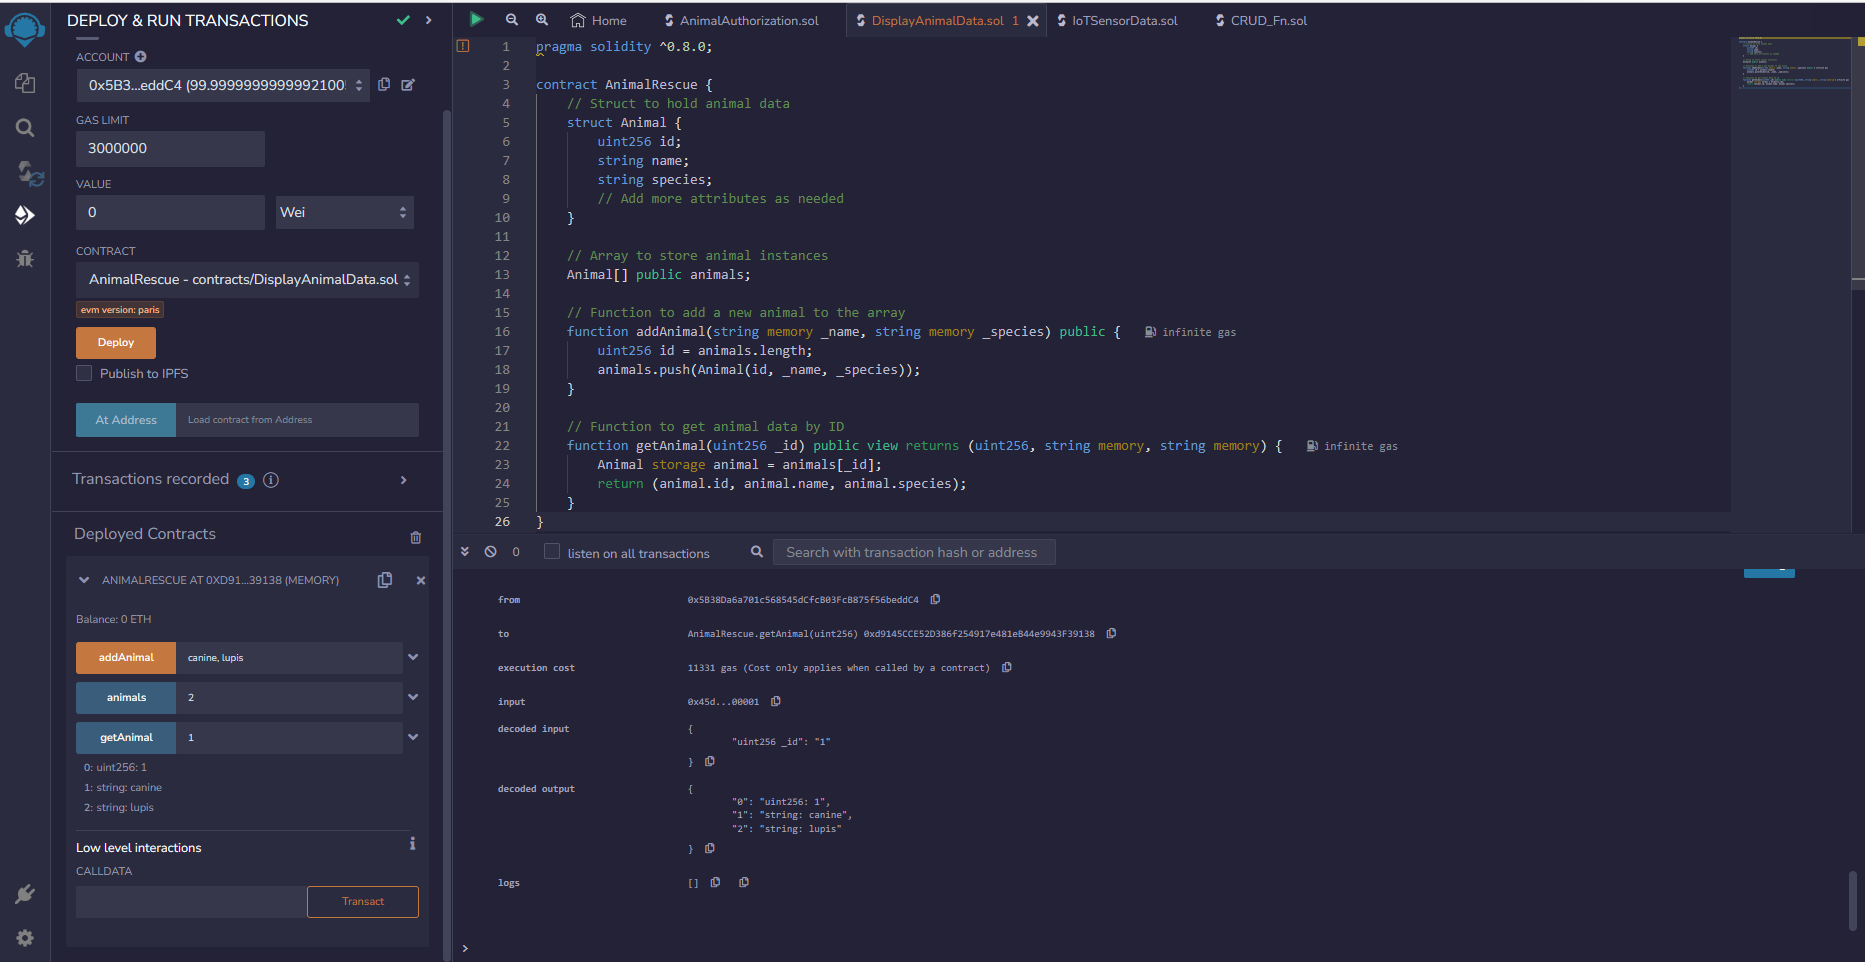 DEPLOY & RUN TRANSACTIONS
ACCOUNT
0x5B3...eddC4 (99.99999999999992100
GAS LIMIT
3000000
VALUE
0
Wei
CONTRACT
AnimalRescue - contracts/DisplayAnimalData.sol
evm version: paris
Deploy
Publish to IPFS
At Address
Load contract from Address
Transactions recorded 3 i
Deployed Contracts
ANIMALRESCUE AT 0XD91...39138 (MEMORY)
Balance: 0 ETH
addAnimal
canine, lupis
animals
2
getAnimal
1
0: uint256: 1
1: string: canine
2: string: lupis
Low level interactions
i
CALLDATA
Transact
Home
AnimalAuthorization.sol
DisplayAnimalData.sol 1
IoTSensorData.sol
CRUD_Fn.sol
1 pragma solidity ^0.8.0;
2
3 contract AnimalRescue {
4 // Struct to hold animal data
5 struct Animal {
6 uint256 id;
7 string name;
8 string species;
9 // Add more attributes as needed
10 }
11
12 // Array to store animal instances
13 Animal[] public animals;
14
15 // Function to add a new animal to the array
16 function addAnimal(string memory _name, string memory _species) public { infinite gas
17 uint256 id = animals.length;
18 animals.push(Animal(id, _name, _species));
19 }
20
21 // Function to get animal data by ID
22 function getAnimal(uint256 _id) public view returns (uint256, string memory, string memory) { infinite gas
23 Animal storage animal = animals[_id];
24 return (animal.id, animal.name, animal.species);
25 }
26 }
0
listen on all transactions
Search with transaction hash or address
from 0x5B38Da6a701c568545dCfcB03FcB875f56beddC4
to AnimalRescue.getAnimal(uint256) 0xd9145CCE52D386f254917e481eB44e9943F39138
execution cost 11331 gas (Cost only applies when called by a contract)
input 0x45d...00001
decoded input {
"uint256 _id": "1"
}
decoded output {
"0": "uint256: 1",
"1": "string: canine",
"2": "string: lupis"
}
logs []
>